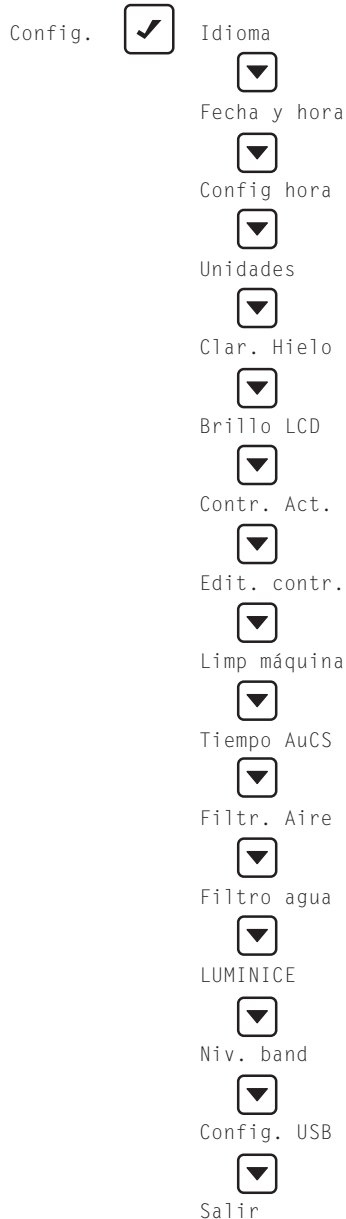 Config. Idioma
Fecha y hora
Config hora
Unidades
Clar. Hielo
Brillo LCD
Contr. Act.
Edit. contr.
Limp máquina
Tiempo AuCS
Filtr. Aire
Filtro agua
LUMINICE
Niv. band
Config. USB
Salir